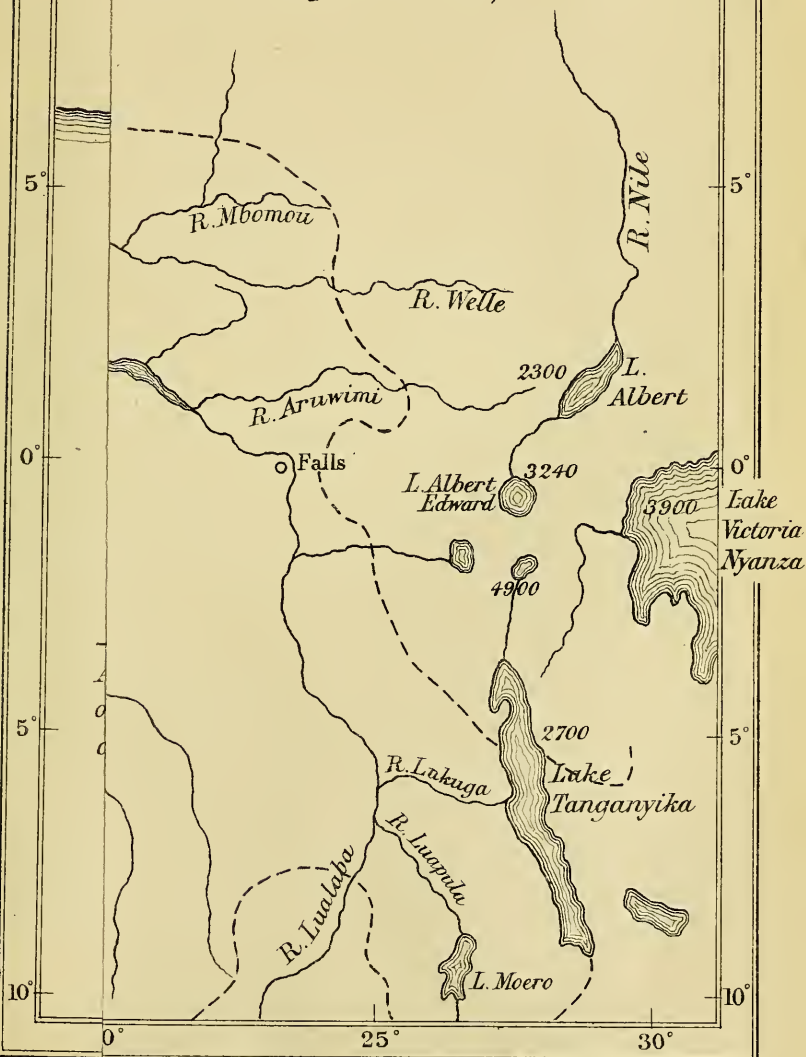 5°
5°
R. Nile
R. Mbomou
R. Welle
2300
L.
Albert
R. Aruwimi
0°
0°
Falls
3240
L. Albert
Edward
3900
Lake
Victoria
Nyanza
4900
5°
5°
2700
R. Lukuga
Lake
Tanganyika
R. Luapula
R. Lualaba
L. Moero
10°
10°
0°
25°
30°